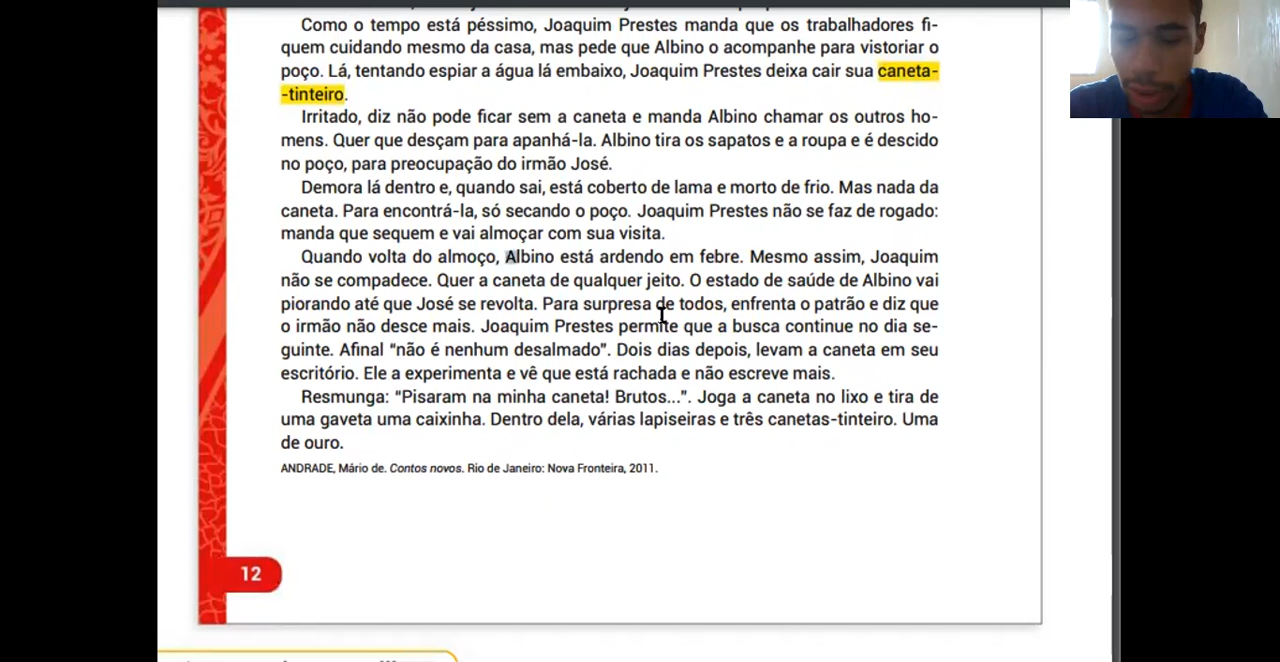 Como o tempo está péssimo, Joaquim Prestes manda que os trabalhadores fi-
quem cuidando mesmo da casa, mas pede que Albino o acompanhe para vistoriar o
poço. Lá, tentando espiar a água lá embaixo, Joaquim Prestes deixa cair sua caneta-
-tinteiro.
Irritado, diz não pode ficar sem a caneta e manda Albino chamar os outros ho-
mens. Quer que desçam para apanhá-la. Albino tira os sapatos e a roupa e é descido
no poço, para preocupação do irmão José.
Demora lá dentro e, quando sai, está coberto de lama e morto de frio. Mas nada da
caneta. Para encontrá-la, só secando o poço. Joaquim Prestes não se faz de rogado:
manda que sequem e vai almoçar com sua visita.
Quando volta do almoço, Albino está ardendo em febre. Mesmo assim, Joaquim
não se compadece. Quer a caneta de qualquer jeito. O estado de saúde de Albino vai
piorando até que José se revolta. Para surpresa de todos, enfrenta o patrão e diz que
o irmão não desce mais. Joaquim Prestes permite que a busca continue no dia se-
guinte. Afinal “não é nenhum desalmado”. Dois dias depois, levam a caneta em seu
escritório. Ele a experimenta e vê que está rachada e não escreve mais.
Resmunga: “Pisaram na minha caneta! Brutos...”. Joga a caneta no lixo e tira de
uma gaveta uma caixinha. Dentro dela, várias lapiseiras e três canetas-tinteiro. Uma
de ouro.
ANDRADE, Mário de. Contos novos. Rio de Janeiro: Nova Fronteira, 2011.
12